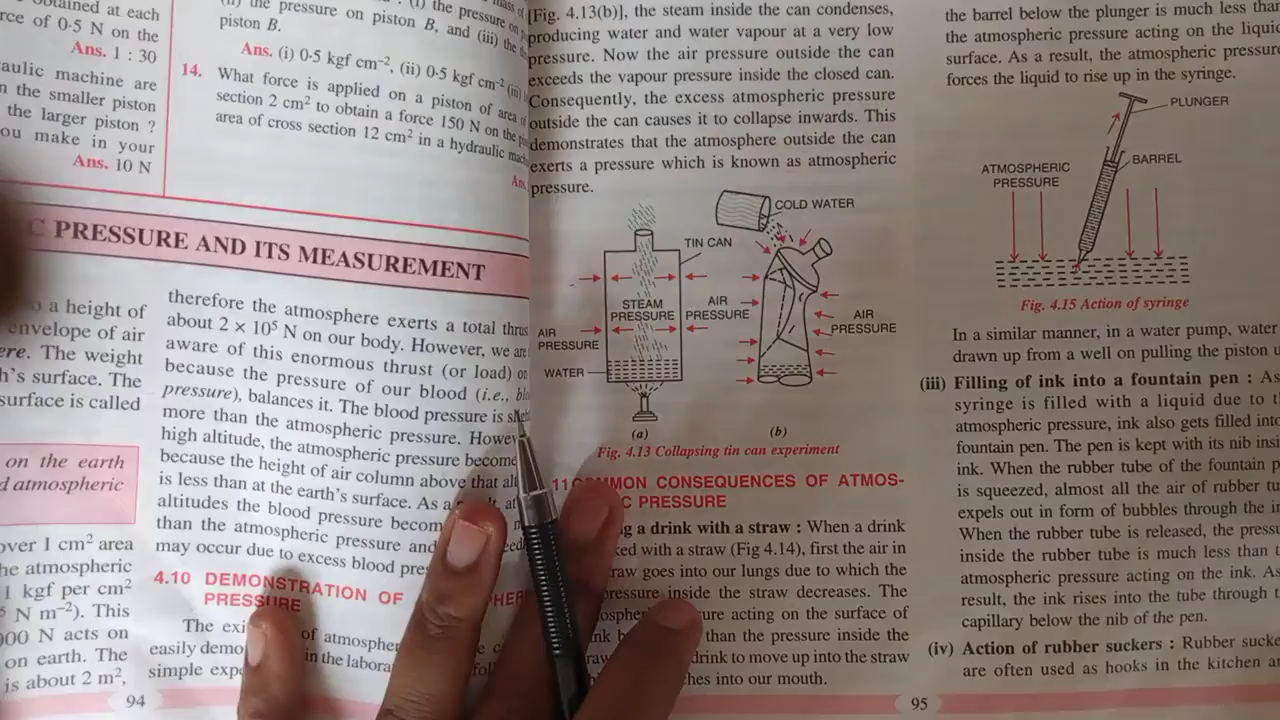 obtained at each
rce of 0·5 N on the
Ans. 1 : 30
aulic machine are
n the smaller piston
the larger piston ?
ou make in your
Ans. 10 N
the pressure on piston B, and (iii) the
piston B.
Ans. (i) 0·5 kgf cm⁻², (ii) 0·5 kgf cm⁻² (iii)
14. What force is applied on a piston of area of
section 2 cm² to obtain a force 150 N on the
area of cross section 12 cm² in a hydraulic
Ans.
C PRESSURE AND ITS MEASUREMENT
o a height of
envelope of air
ere. The weight
h's surface. The
surface is called
on the earth
d atmospheric
over 1 cm² area
he atmospheric
1 kgf per cm²
N m⁻²). This
000 N acts on
on earth. The
is about 2 m²,
therefore the atmosphere exerts a total thrus
about 2 × 10⁵ N on our body. However, we are
aware of this enormous thrust (or load) on
because the pressure of our blood (i.e.,
pressure), balances it. The blood pressure is
more than the atmospheric pressure. Howev
high altitude, the atmospheric pressure become
because the height of air column above that
is less than at the earth's surface. As a
altitudes the blood pressure becom
than the atmospheric pressure and
may occur due to excess blood pre
4.10 DEMONSTRATION OF
PRESSURE
The exi of atmospher
easily demo in the labora
simple exp
94
[Fig. 4.13(b)], the steam inside the can condenses,
producing water and water vapour at a very low
pressure. Now the air pressure outside the can
exceeds the vapour pressure inside the closed can.
Consequently, the excess atmospheric pressure
outside the can causes it to collapse inwards. This
demonstrates that the atmosphere outside the can
exerts a pressure which is known as atmospheric
pressure.
COLD WATER
TIN CAN
STEAM
PRESSURE
AIR
PRESSURE
AIR
PRESSURE
AIR
PRESSURE
WATER
(a)
(b)
Fig. 4.13 Collapsing tin can experiment
11 COMMON CONSEQUENCES OF ATMOS-
C PRESSURE
g a drink with a straw : When a drink
ked with a straw (Fig 4.14), first the air in
raw goes into our lungs due to which the
pressure inside the straw decreases. The
ospher ure acting on the surface of
nk b than the pressure inside the
raw drink to move up into the straw
hes into our mouth.
the barrel below the plunger is much less than
the atmospheric pressure acting on the liquid
surface. As a result, the atmospheric pressure
forces the liquid to rise up in the syringe.
PLUNGER
BARREL
ATMOSPHERIC
PRESSURE
Fig. 4.15 Action of syringe
In a similar manner, in a water pump, water
drawn up from a well on pulling the piston u
(iii) Filling of ink into a fountain pen : As
syringe is filled with a liquid due to t
atmospheric pressure, ink also gets filled into
fountain pen. The pen is kept with its nib insi
ink. When the rubber tube of the fountain p
is squeezed, almost all the air of rubber tu
expels out in form of bubbles through the in
When the rubber tube is released, the pressu
inside the rubber tube is much less than t
atmospheric pressure acting on the ink. As
result, the ink rises into the tube through t
capillary below the nib of the pen.
(iv) Action of rubber suckers : Rubber sucke
are often used as hooks in the kitchen an
95